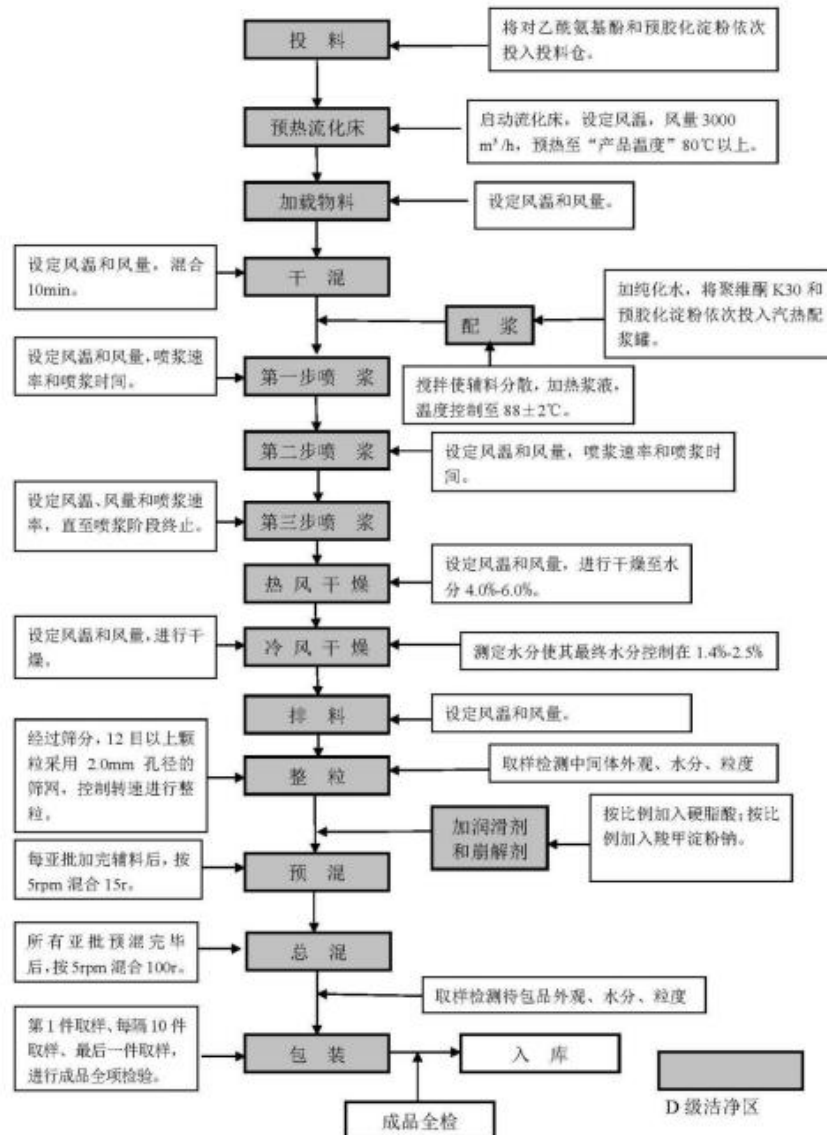 投 料
将对乙酰氨基酚和预胶化淀粉依次
投入投料仓。
预热流化床
启动流化床，设定风温，风量 3000
m³/h，预热至“产品温度”80℃以上。
加载物料
设定风温和风量。
设定风温和风量，混合
10min。
干 混
配 浆
加纯化水，将聚维酮 K30 和
预胶化淀粉依次投入汽热配
浆罐。
设定风温和风量，喷浆速
率和喷浆时间。
第一步喷 浆
搅拌使辅料分散，加热浆液，
温度控制至 88±2℃。
第二步喷 浆
设定风温和风量，喷浆速率和喷浆时
间。
设定风温、风量和喷浆速
率，直至喷浆阶段终止。
第三步喷 浆
热 风 干 燥
设定风温和风量，进行干燥至水
分 4.0%-6.0%。
设定风温和风量，进行干
燥。
冷 风 干 燥
测定水分使其最终水分控制在 1.4%-2.5%
排 料
设定风温和风量。
经过筛分，12 目以上颗
粒采用 2.0mm 孔径的
筛网，控制转速进行整
粒。
整 粒
取样检测中间体外观、水分、粒度
加润滑剂
和崩解剂
按比例加入硬脂酸；按比
例加入羧甲淀粉钠。
每亚批加完辅料后，按
5rpm 混合 15r。
预 混
所有亚批预混完毕
后，按 5rpm 混合 100r。
总 混
取样检测待包品外观、水分、粒度
第 1 件取样、每隔 10 件
取样、最后一件取样，
进行成品全项检验。
包 装
入 库
成品全检
D 级洁净区